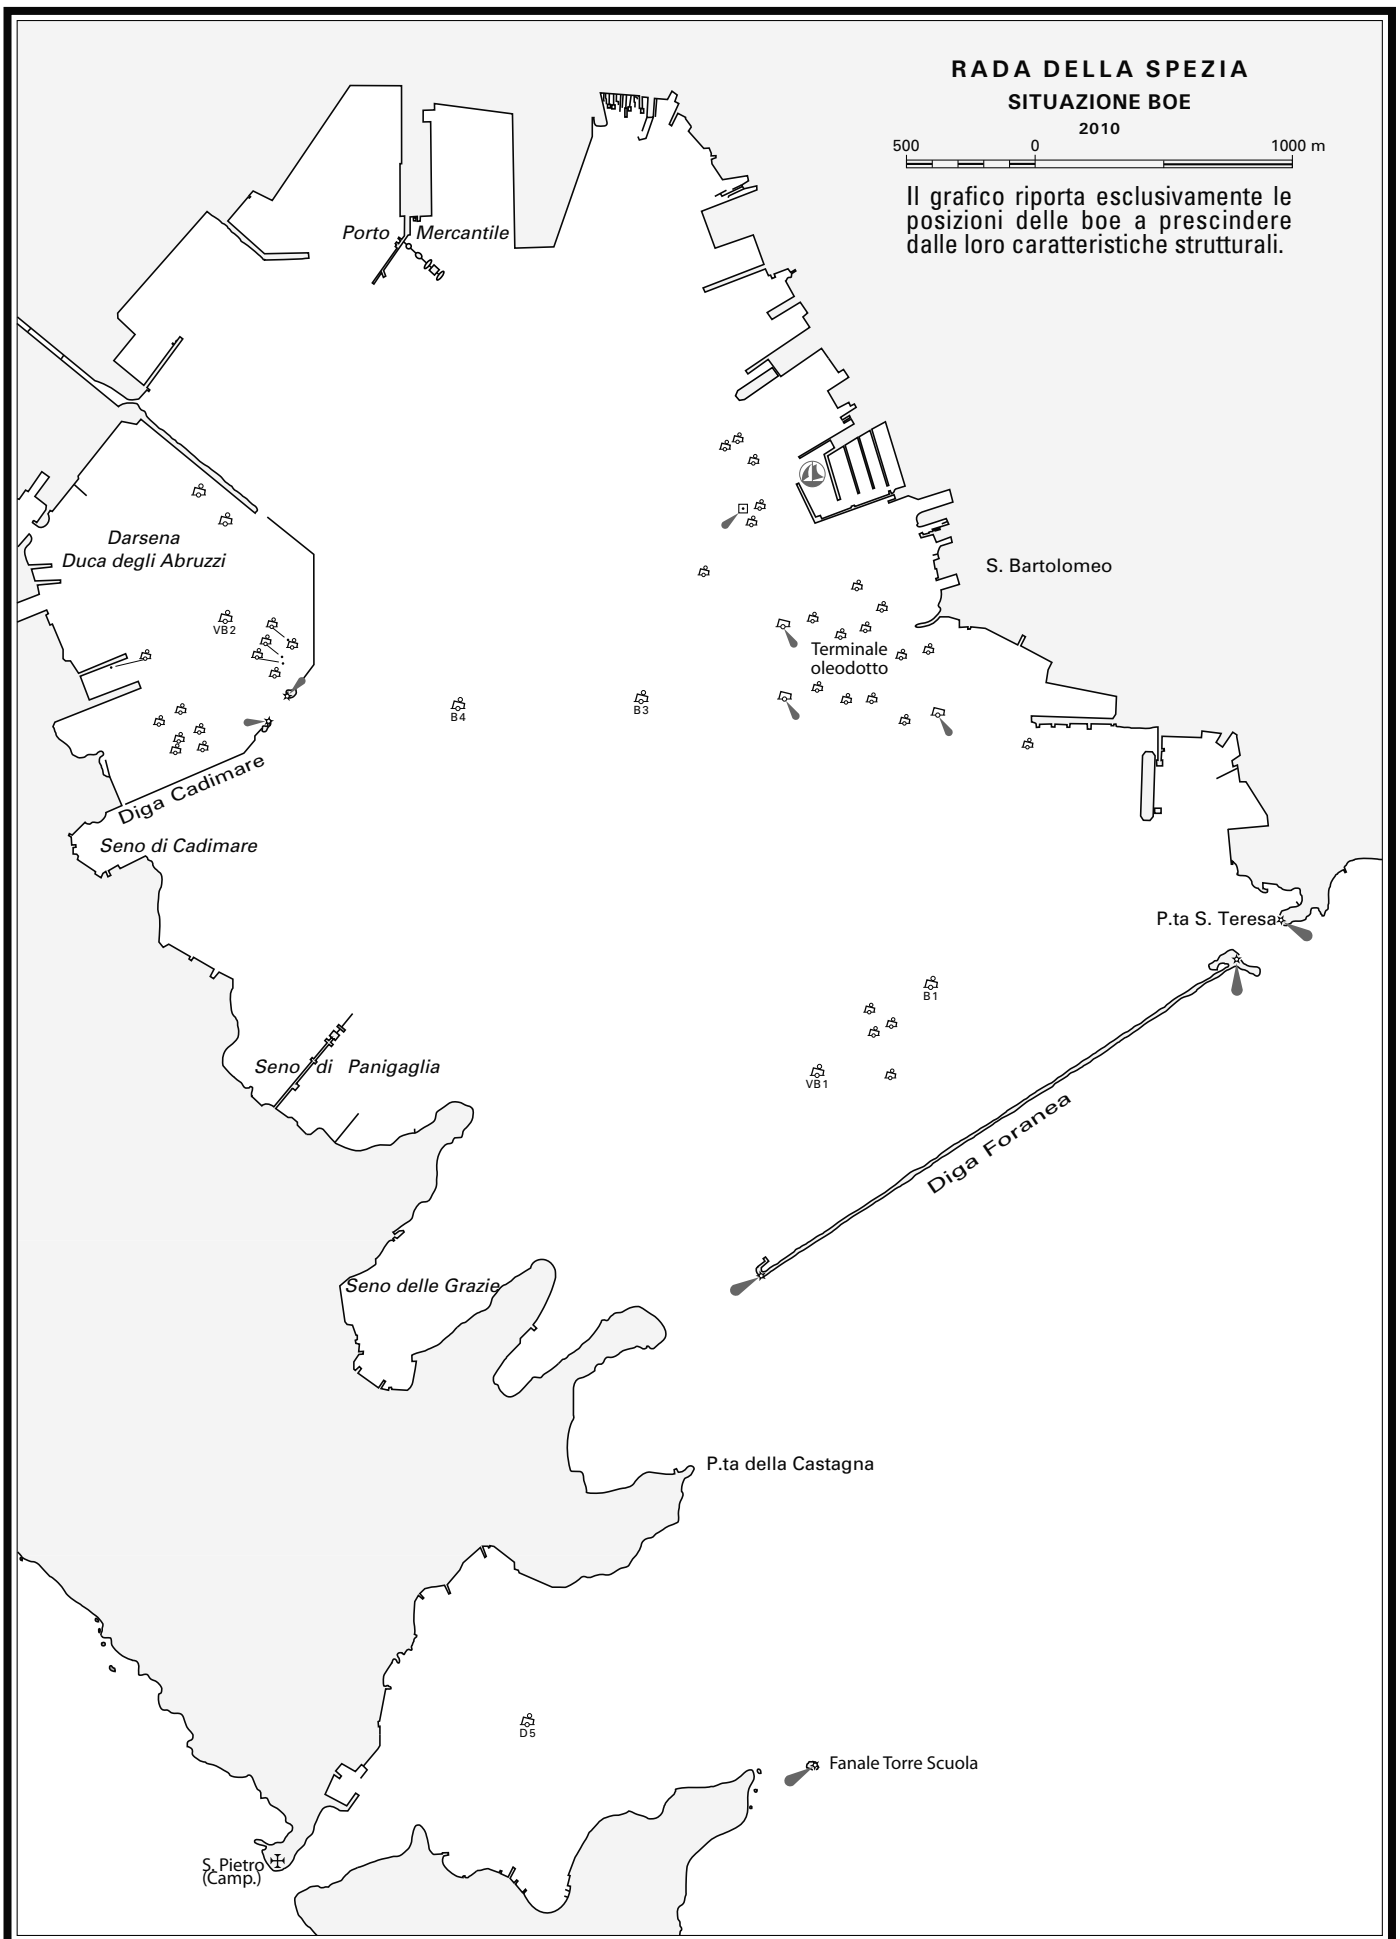 RADA DELLA SPEZIA
SITUAZIONE BOE
2010
500 0 1000 m
Il grafico riporta esclusivamente le
posizioni delle boe a prescindere
dalle loro caratteristiche strutturali.
Porto Mercantile
Darsena
Duca degli Abruzzi
S. Bartolomeo
VB2
Terminale
oleodotto
B4
B3
Diga Cadimare
Seno di Cadimare
P.ta S. Teresa
B1
Seno di Panigaglia
VB1
Diga Foranea
Seno delle Grazie
P.ta della Castagna
D5
Fanale Torre Scuola
S. Pietro
(Camp.)